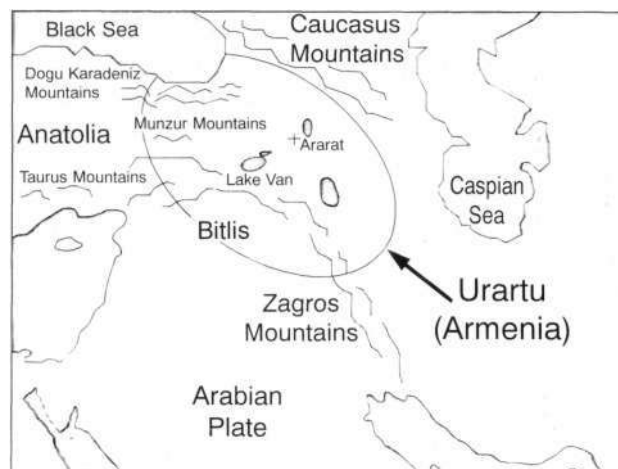 Black Sea
Caucasus
Mountains
Dogu Karadeniz
Mountains
Anatolia
Munzur Mountains
Ararat
Taurus Mountains
Lake Van
Caspian
Sea
Bitlis
Urartu
(Armenia)
Zagros
Mountains
Arabian
Plate